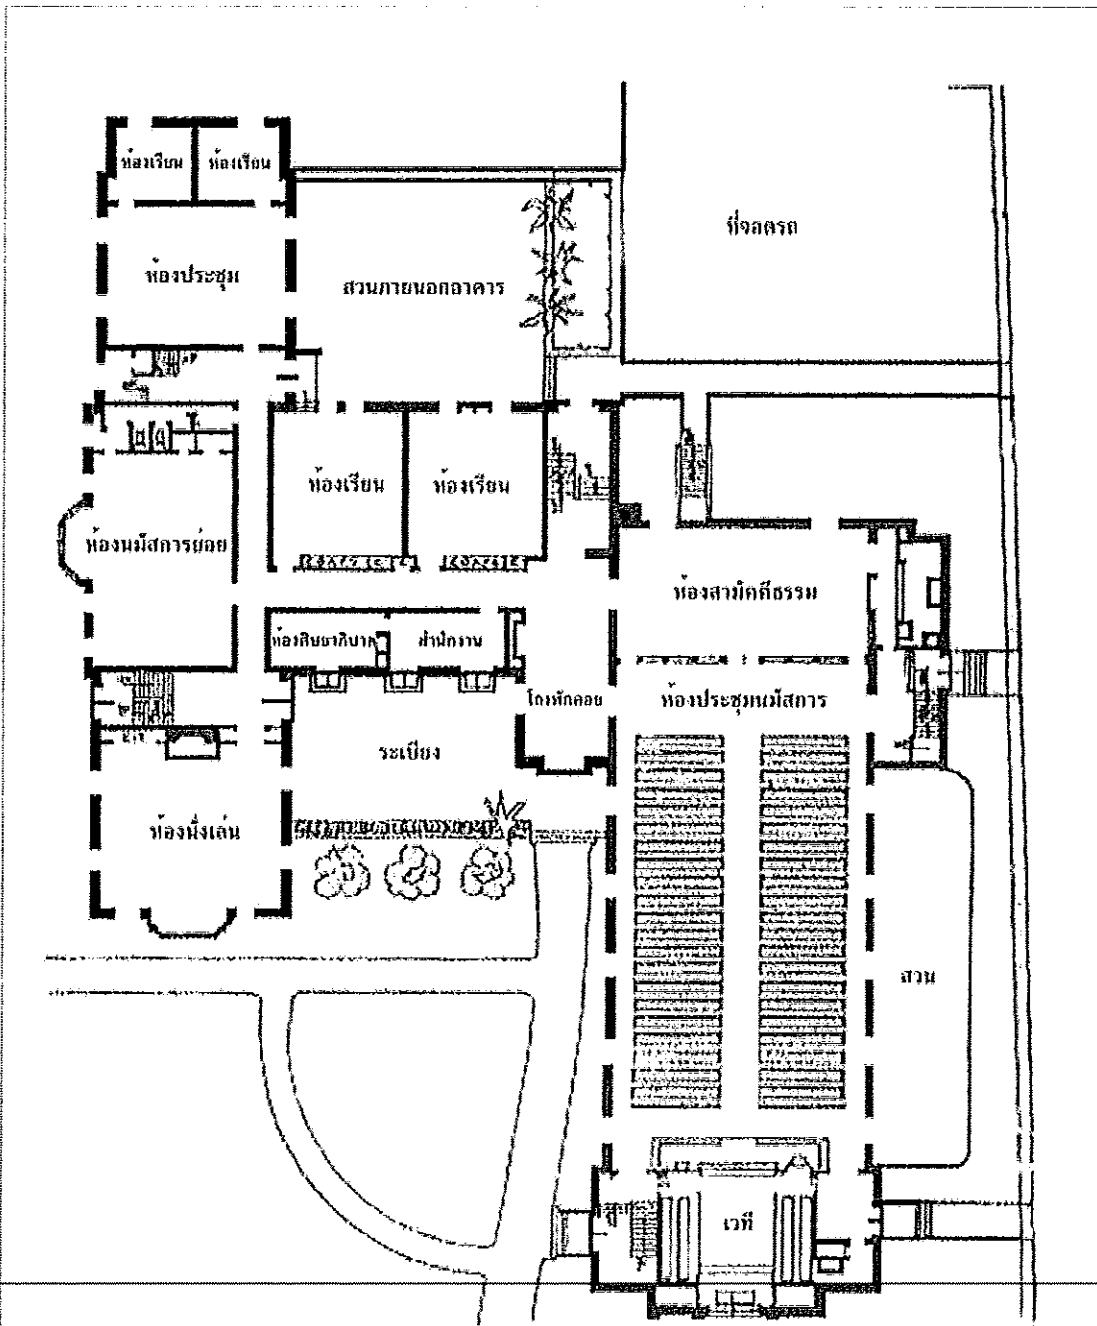 ห้องเรียน ห้องเรียน
ที่จอดรถ
ห้องประชุม
สวนภายนอกอาคาร
ห้องเรียน ห้องเรียน
ห้องนมัสการย่อย
ห้องสามัคคีธรรม
ห้องศิษยาภิบาล สำนักงาน
โถงพักคอย
ห้องประชุมนมัสการ
ระเบียง
ห้องนั่งเล่น
สวน
เวที